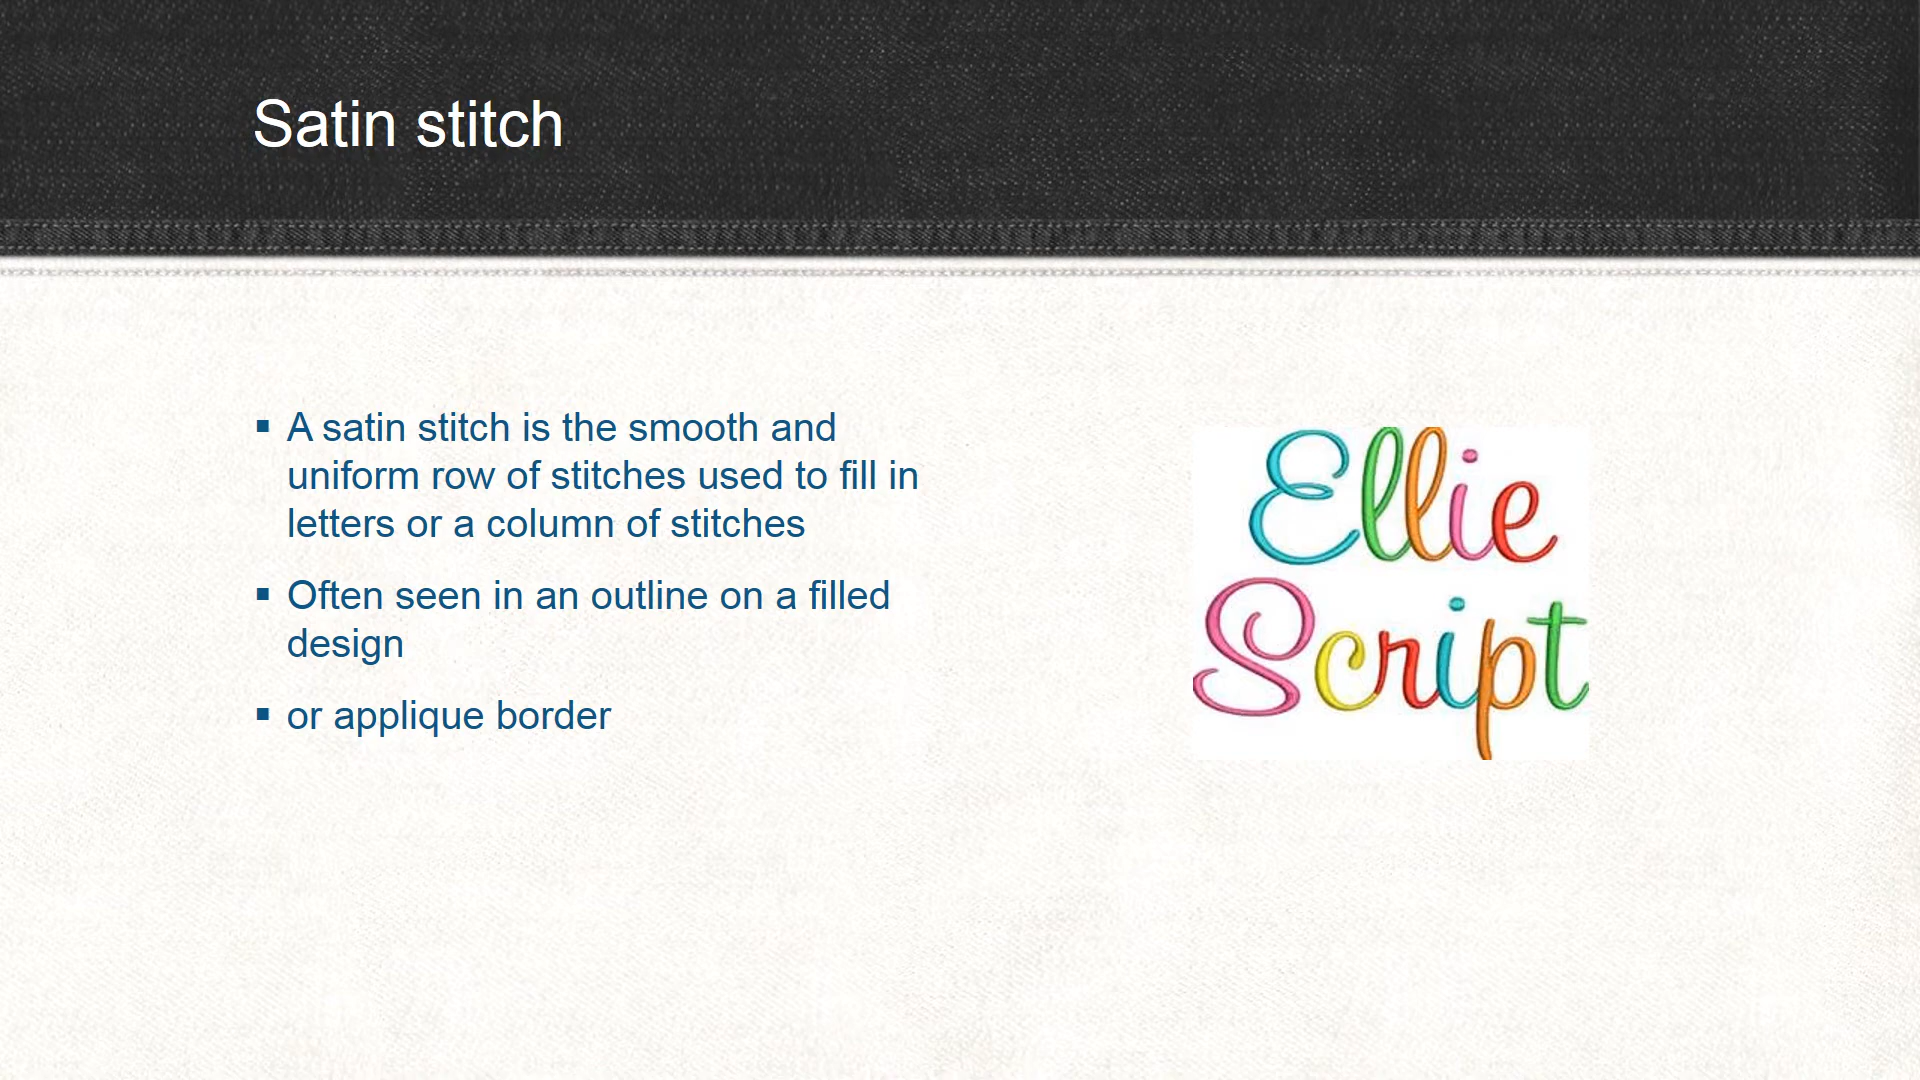 Satin stitch
▪ A satin stitch is the smooth and
uniform row of stitches used to fill in
letters or a column of stitches
▪ Often seen in an outline on a filled
design
▪ or applique border
Ellie
Script